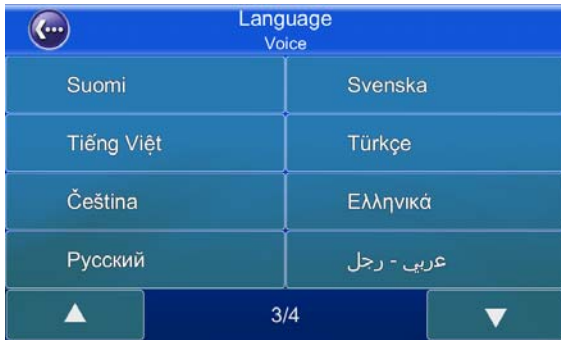 Language
Voice
Suomi
Svenska
Tiếng Việt
Türkçe
Čeština
Ελληνικά
Русский
عربي - رجل
3/4